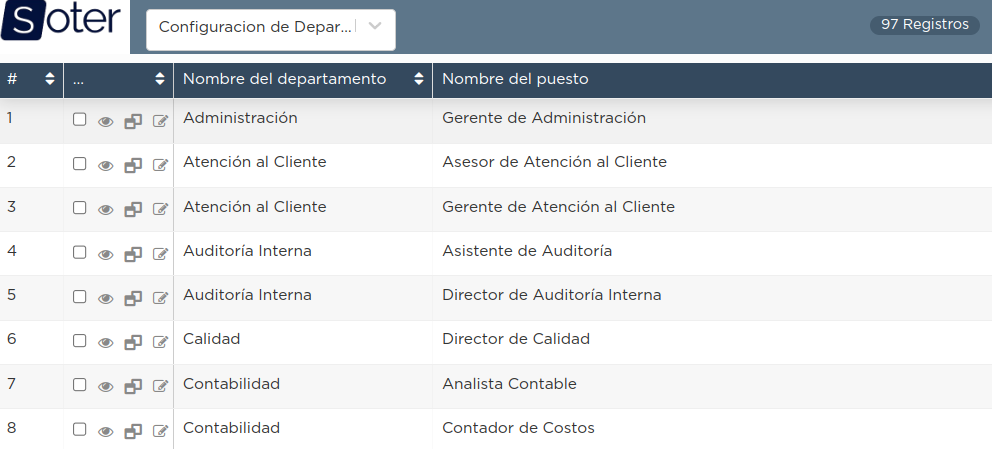 Soter
Configuracion de Depar...
97 Registros
# ... Nombre del departamento Nombre del puesto
1 Administración Gerente de Administración
2 Atención al Cliente Asesor de Atención al Cliente
3 Atención al Cliente Gerente de Atención al Cliente
4 Auditoría Interna Asistente de Auditoría
5 Auditoría Interna Director de Auditoría Interna
6 Calidad Director de Calidad
7 Contabilidad Analista Contable
8 Contabilidad Contador de Costos